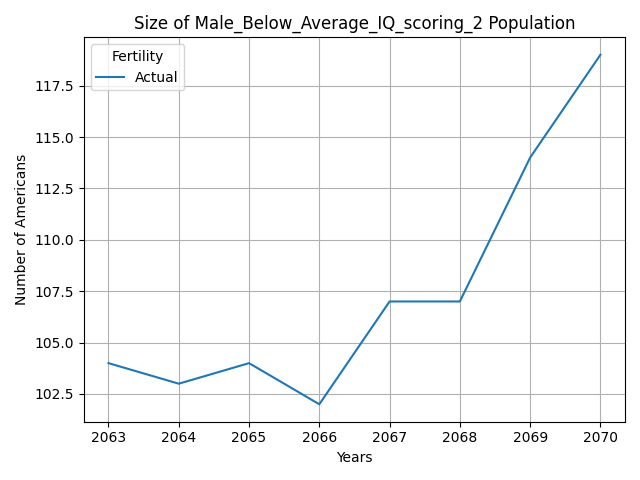 Size of Male_Below_Average_IQ_scoring_2 Population
Fertility
Actual
Number of Americans
117.5
115.0
112.5
110.0
107.5
105.0
102.5
2063 2064 2065 2066 2067 2068 2069 2070
Years